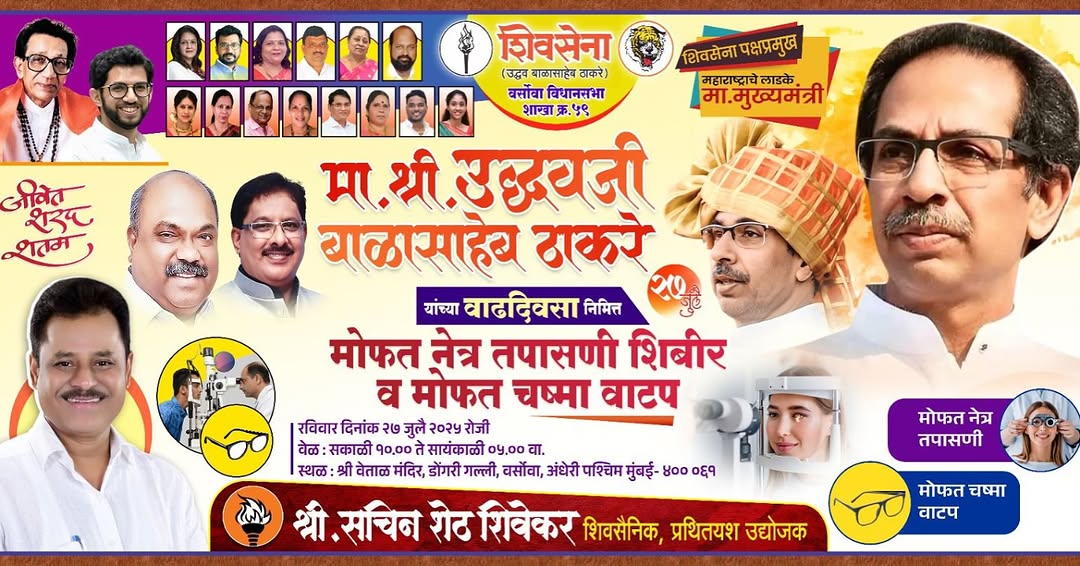 शिवसेना
(उद्धव बाळासाहेब ठाकरे)
वर्सोवा विधानसभा
शाखा क्र.५९
शिवसेना पक्षप्रमुख
महाराष्ट्राचे लाडके
मा.मुख्यमंत्री
जीवेत
शरद
शतम
मा.श्री.उद्धवजी
बाळासाहेब ठाकरे
२७
जुलै
यांच्या वाढदिवसा निमित्त
मोफत नेत्र तपासणी शिबीर
व मोफत चष्मा वाटप
रविवार दिनांक २७ जुलै २०२५ रोजी
वेळ : सकाळी १०.०० ते सायंकाळी ०५.०० वा.
स्थळ : श्री वेताळ मंदिर, डोंगरी गल्ली, वर्सोवा, अंधेरी पश्चिम मुंबई- ४०० ०६१
मोफत नेत्र
तपासणी
मोफत चष्मा
वाटप
श्री.सचिन शेठ शिवेकर शिवसैनिक, प्रथितयश उद्योजक